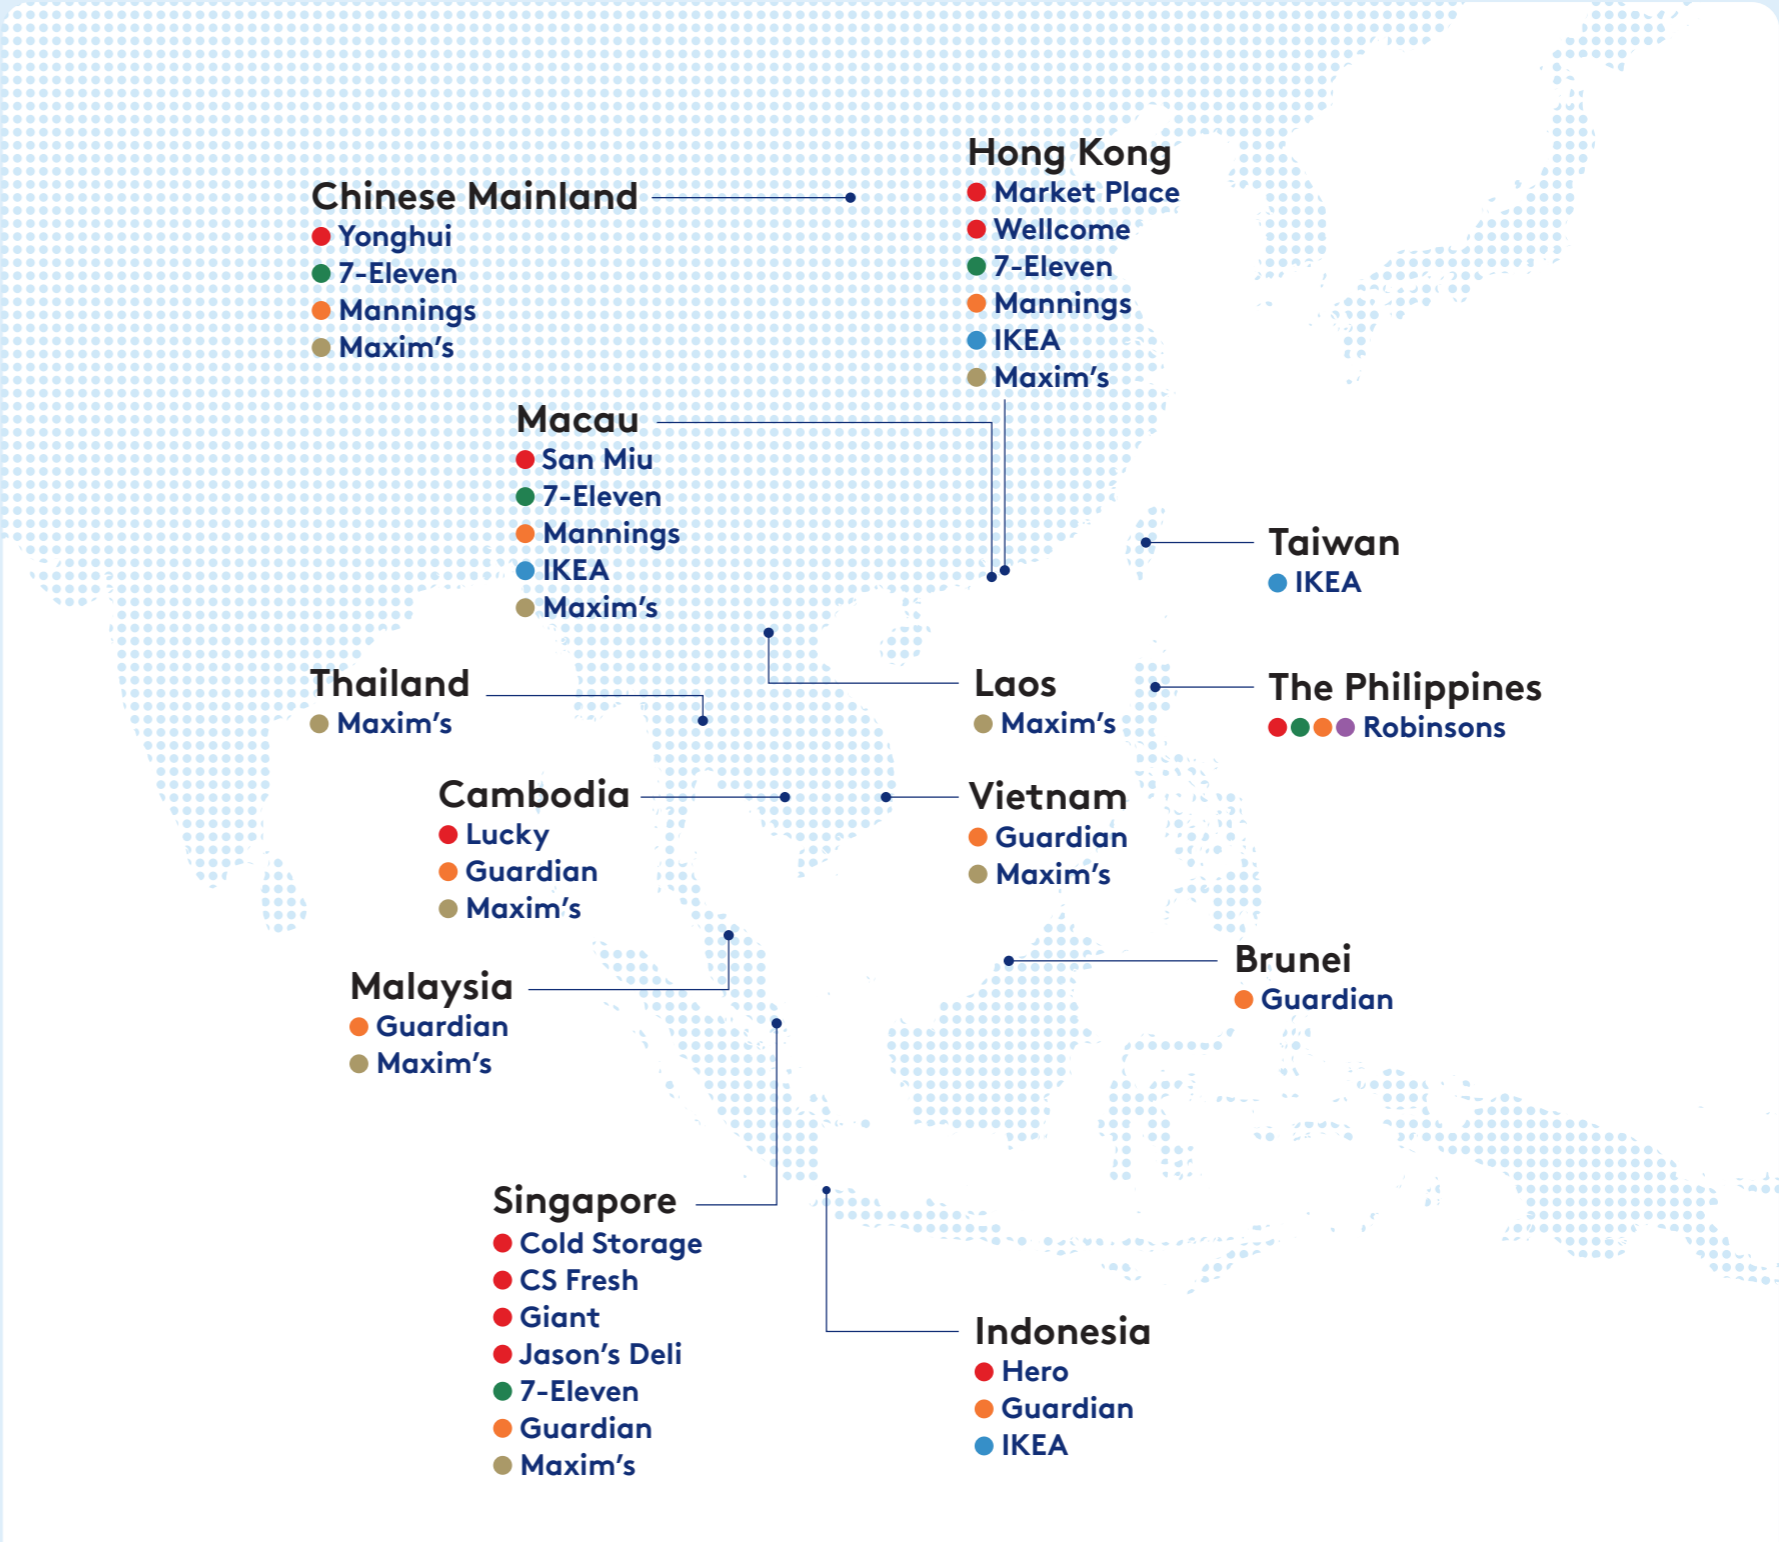 Chinese Mainland
Yonghui
7-Eleven
Mannings
Maxim’s
Hong Kong
Market Place
Wellcome
7-Eleven
Mannings
IKEA
Maxim’s
Macau
San Miu
7-Eleven
Mannings
IKEA
Maxim’s
Taiwan
IKEA
Thailand
Maxim’s
Laos
Maxim’s
The Philippines
Robinsons
Cambodia
Lucky
Guardian
Maxim’s
Vietnam
Guardian
Maxim’s
Malaysia
Guardian
Maxim’s
Brunei
Guardian
Singapore
Cold Storage
CS Fresh
Giant
Jason’s Deli
7-Eleven
Guardian
Maxim’s
Indonesia
Hero
Guardian
IKEA